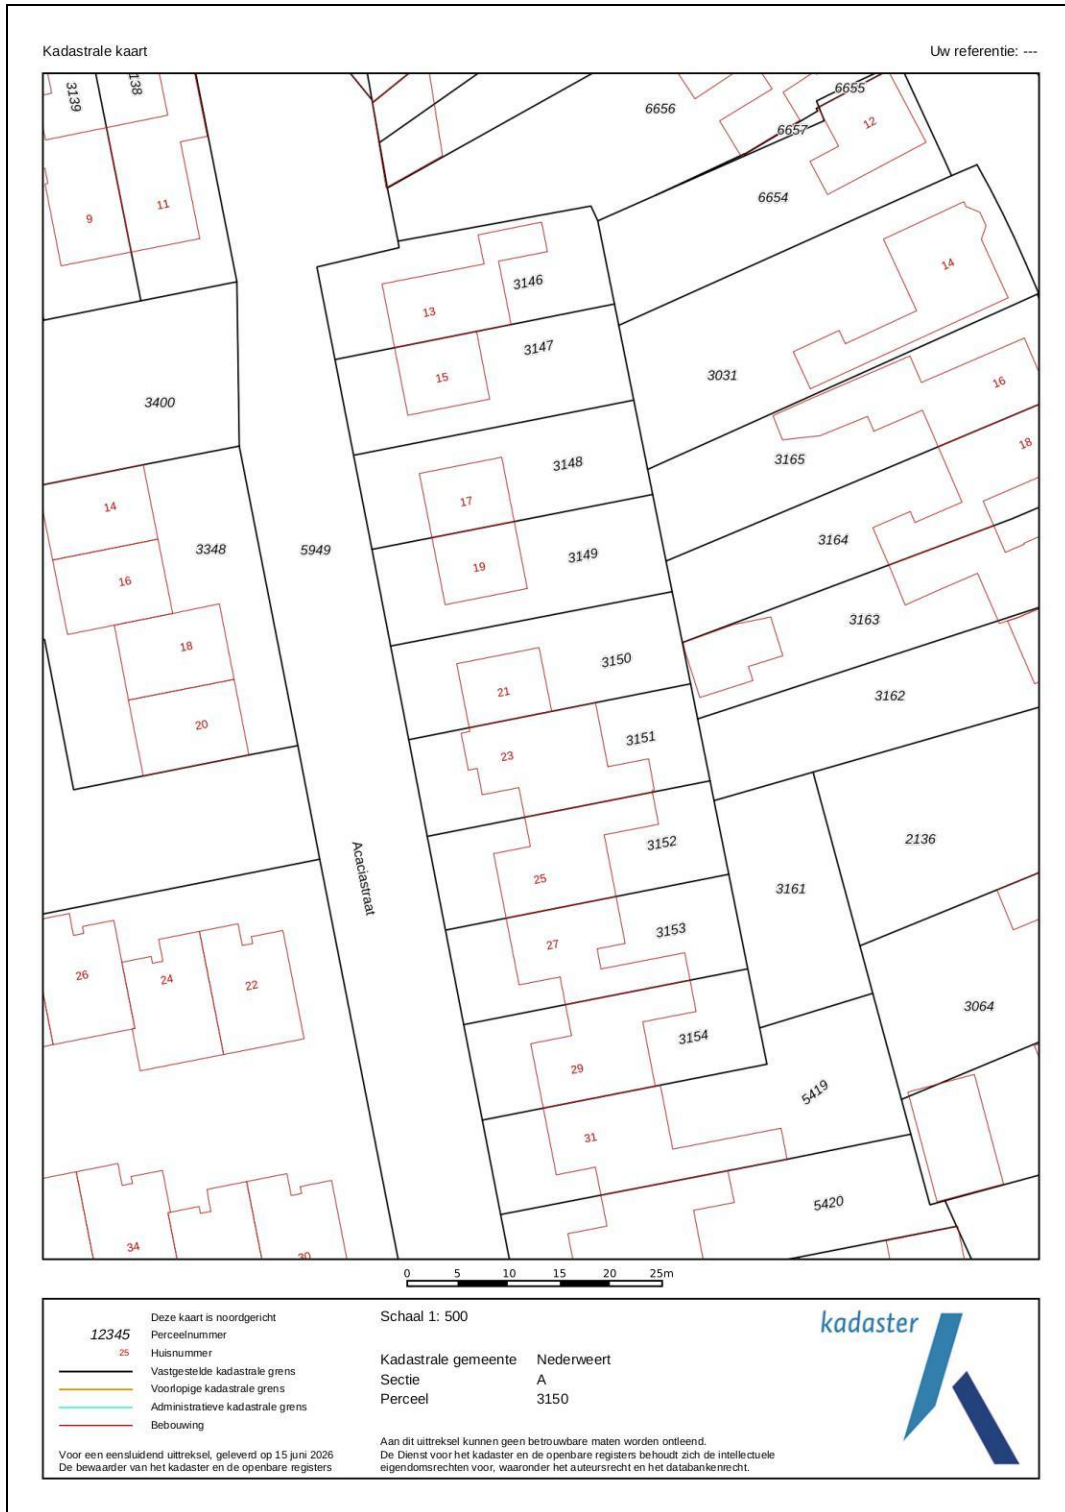 Kadastrale kaart
Uw referentie: ---
3139
138
6655
6656
6657
12
11
9
6654
14
3146
13
3147
15
3031
16
3400
18
3148
3165
17
14
3164
3348
5949
3149
19
16
3163
18
3150
21
3162
20
3151
23
2136
3152
Acaciastraat
25
3161
3153
27
26
24
22
3064
3154
29
5419
31
5420
34
30
0 5 10 15 20 25m
Deze kaart is noordgericht
12345 Perceelnummer
25 Huisnummer
Vastgestelde kadastrale grens
Voorlopige kadastrale grens
Administratieve kadastrale grens
Bebouwing
Voor een eensluidend uittreksel, geleverd op 15 juni 2026
De bewaarder van het kadaster en de openbare registers
Schaal 1: 500
Kadastrale gemeente Nederweert
Sectie A
Perceel 3150
Aan dit uittreksel kunnen geen betrouwbare maten worden ontleend.
De Dienst voor het kadaster en de openbare registers behoudt zich de intellectuele
eigendomsrechten voor, waaronder het auteursrecht en het databankenrecht.
kadaster